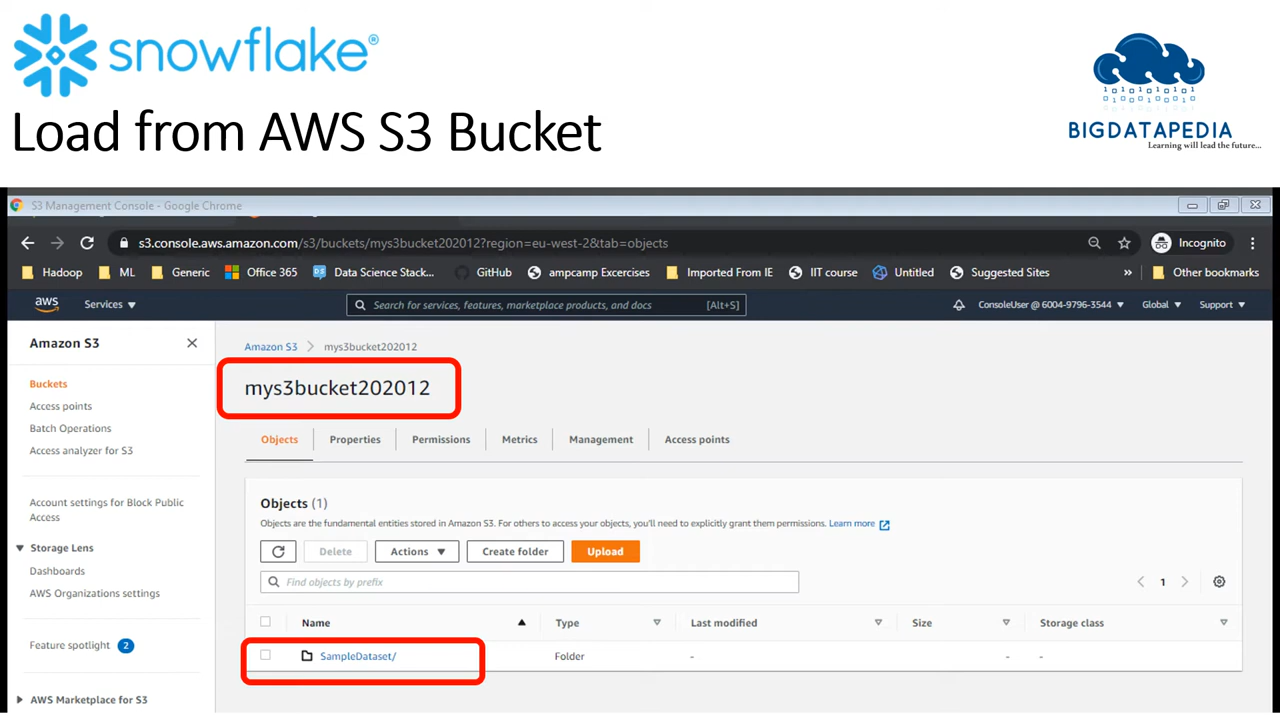 snowflake®
Load from AWS S3 Bucket
BIGDATAPEDIA
Learning will lead the future...
S3 Management Console - Google Chrome
s3.console.aws.amazon.com/s3/buckets/mys3bucket202012?region=eu-west-2&tab=objects
Incognito
Hadoop ML Generic Office 365 Data Science Stack... GitHub ampcamp Excercises Imported From IE IIT course Untitled Suggested Sites » Other bookmarks
aws Services ▼ Search for services, features, marketplace products, and docs [Alt+S] ConsoleUser @ 6004-9796-3544 ▼ Global ▼ Support ▼
Amazon S3
Buckets
Access points
Batch Operations
Access analyzer for S3
Account settings for Block Public
Access
Storage Lens
Dashboards
AWS Organizations settings
Feature spotlight 2
AWS Marketplace for S3
Amazon S3 > mys3bucket202012
mys3bucket202012
Objects Properties Permissions Metrics Management Access points
Objects (1)
Objects are the fundamental entities stored in Amazon S3. For others to access your objects, you'll need to explicitly grant them permissions. Learn more
Delete Actions ▼ Create folder Upload
Find objects by prefix
< 1 >
Name Type Last modified Size Storage class
SampleDataset/ Folder - - -